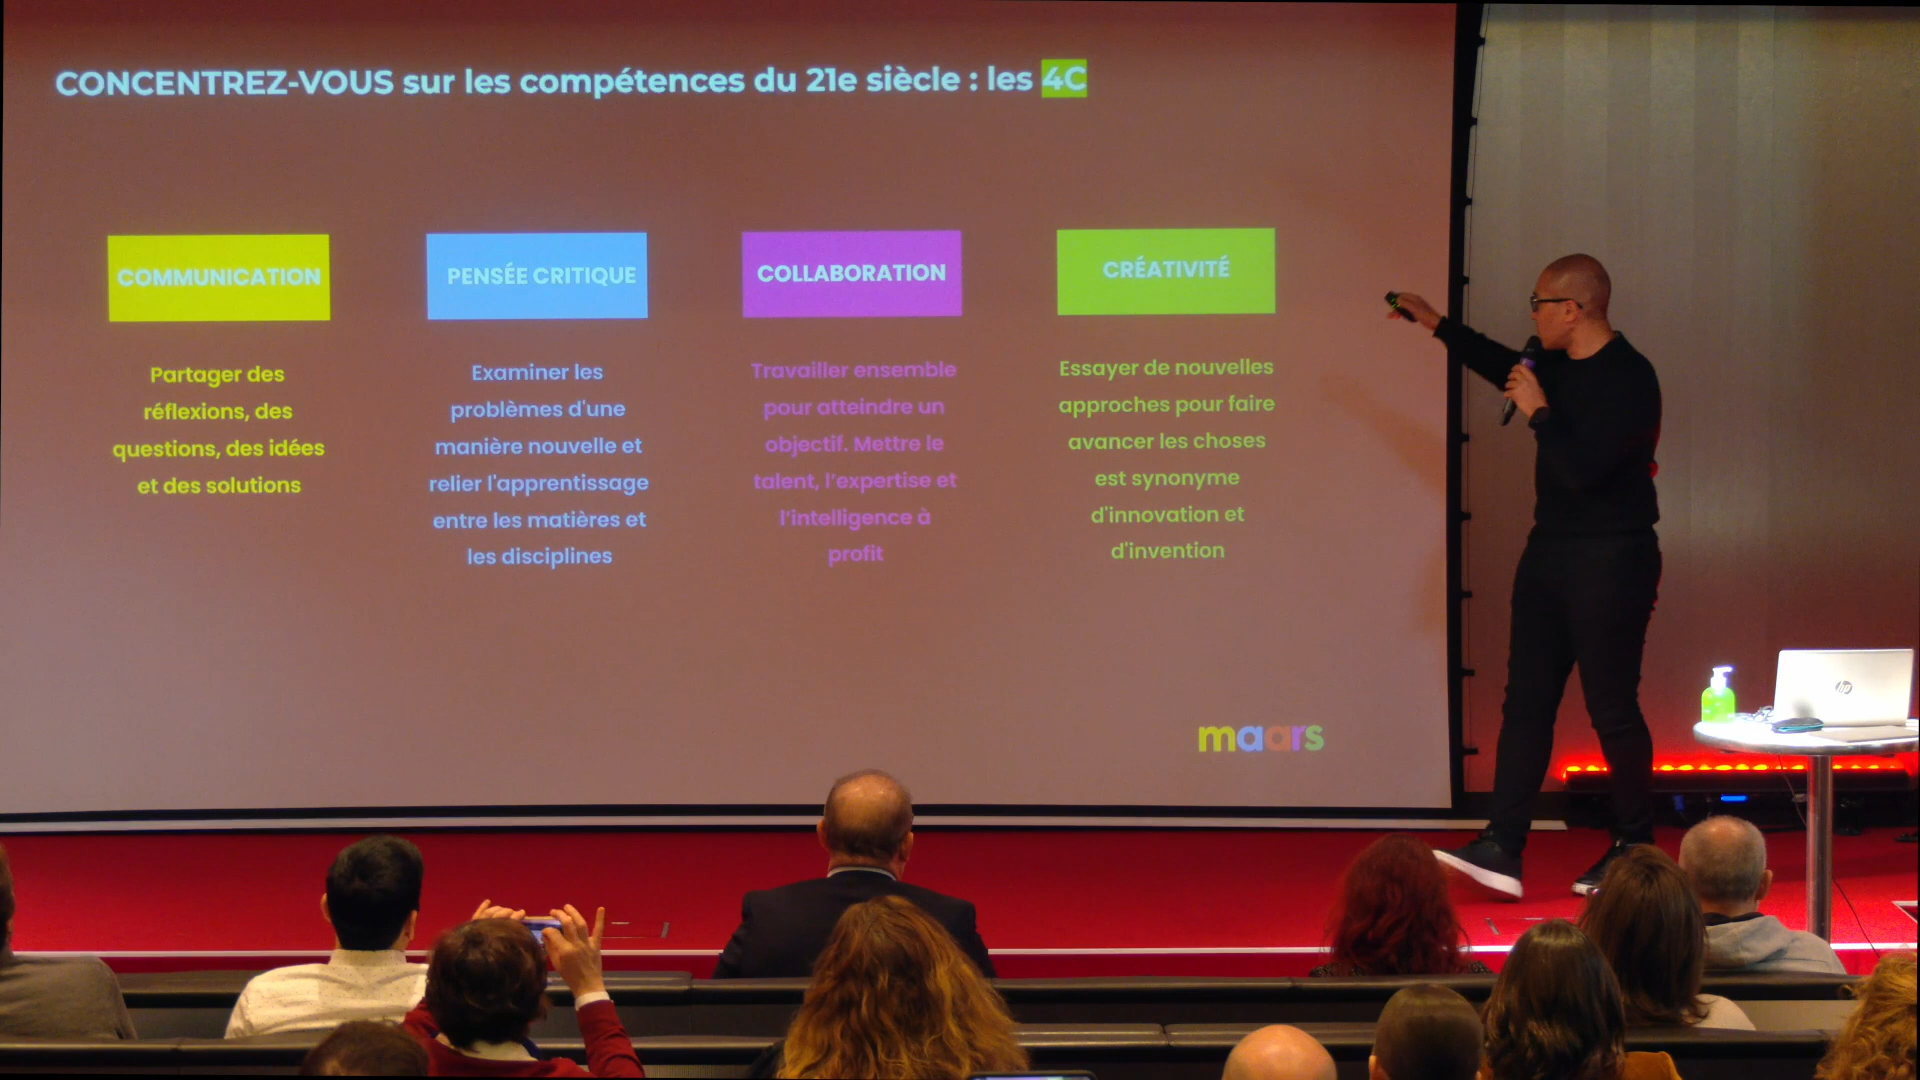 CONCENTREZ-VOUS sur les compétences du 21e siècle : les 4C
COMMUNICATION
Partager des
réflexions, des
questions, des idées
et des solutions
PENSÉE CRITIQUE
Examiner les
problèmes d'une
manière nouvelle et
relier l'apprentissage
entre les matières et
les disciplines
COLLABORATION
Travailler ensemble
pour atteindre un
objectif. Mettre le
talent, l'expertise et
l'intelligence à
profit
CRÉATIVITÉ
Essayer de nouvelles
approches pour faire
avancer les choses
est synonyme
d'innovation et
d'invention
maars
hp